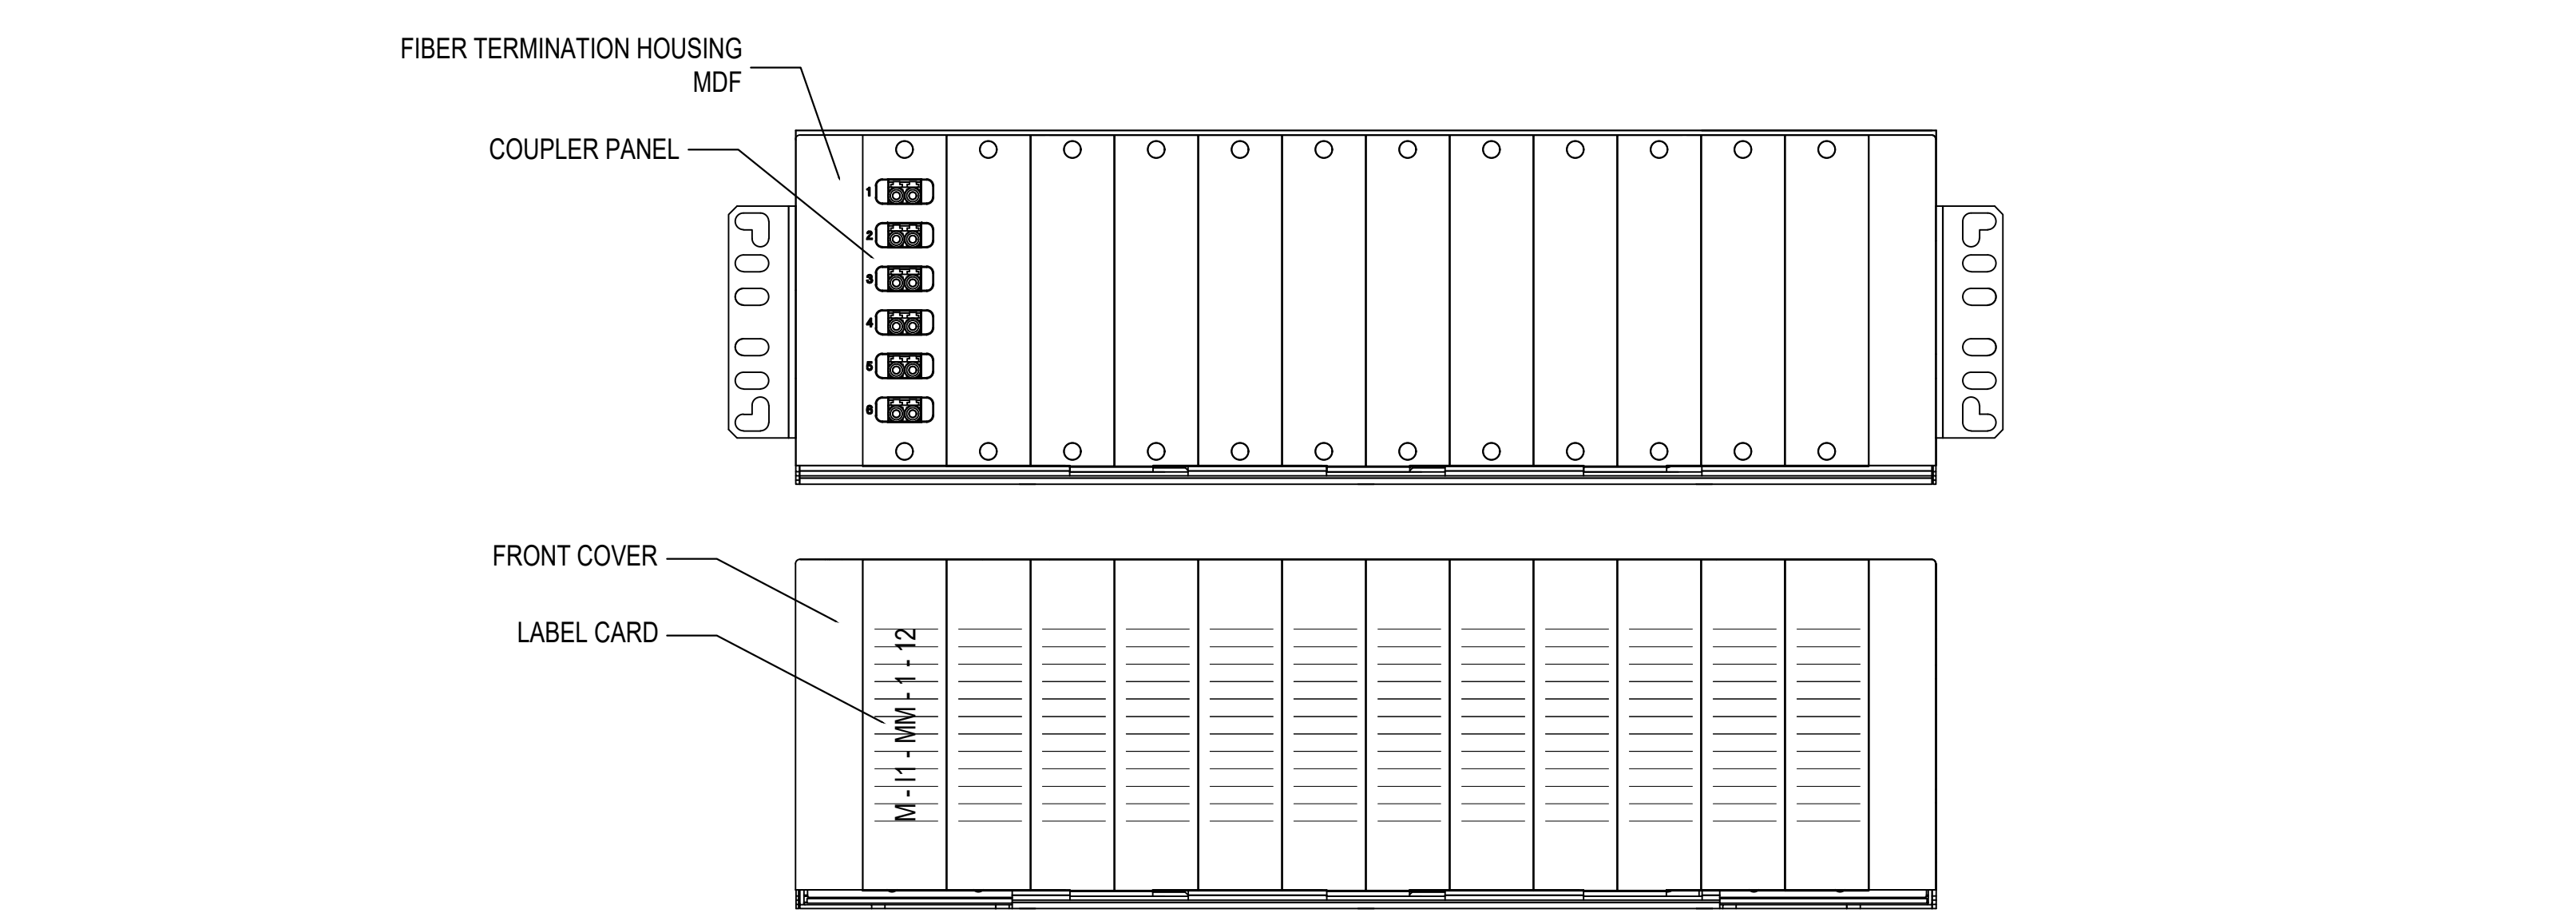 FIBER TERMINATION HOUSING
MDF
COUPLER PANEL
1
2
3
4
5
6
FRONT COVER
LABEL CARD
M - I1 - MM - 1 - 12